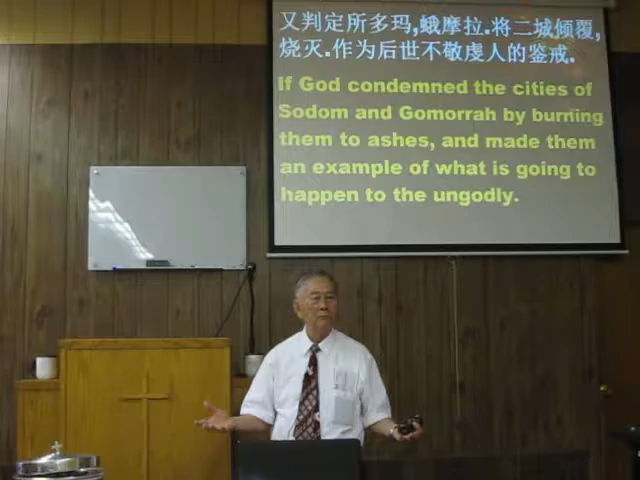 又判定所多玛,蛾摩拉.将二城倾覆,
烧灭.作为后世不敬虔人的鉴戒.
If God condemned the cities of
Sodom and Gomorrah by burning
them to ashes, and made them
an example of what is going to
happen to the ungodly.